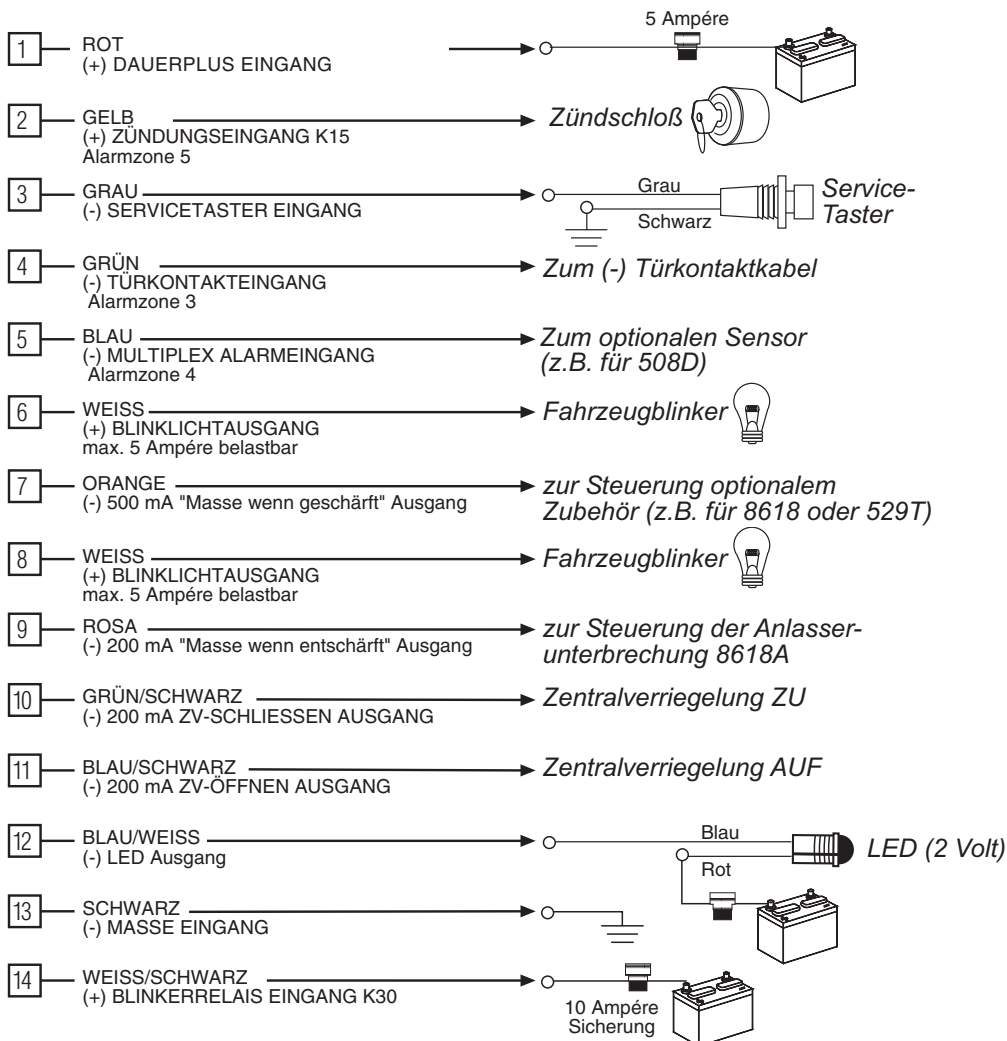 5 Ampére
1 ROT
(+) DAUERPLUS EINGANG
2 GELB Zündschloß
(+) ZÜNDUNGSEINGANG K15
Alarmzone 5
3 GRAU Grau Service-
(-) SERVICETASTER EINGANG Schwarz Taster
4 GRÜN Zum (-) Türkontaktkabel
(-) TÜRKONTAKTEINGANG
Alarmzone 3
5 BLAU Zum optionalen Sensor
(-) MULTIPLEX ALARMEINGANG (z.B. für 508D)
Alarmzone 4
6 WEISS Fahrzeugblinker
(+) BLINKLICHTAUSGANG
max. 5 Ampére belastbar
7 ORANGE zur Steuerung optionalem
(-) 500 mA "Masse wenn geschärft" Ausgang Zubehör (z.B. für 8618 oder 529T)
8 WEISS Fahrzeugblinker
(+) BLINKLICHTAUSGANG
max. 5 Ampére belastbar
9 ROSA zur Steuerung der Anlasser-
(-) 200 mA "Masse wenn entschärft" Ausgang unterbrechung 8618A
10 GRÜN/SCHWARZ Zentralverriegelung ZU
(-) 200 mA ZV-SCHLIESSEN AUSGANG
11 BLAU/SCHWARZ Zentralverriegelung AUF
(-) 200 mA ZV-ÖFFNEN AUSGANG
12 BLAU/WEISS Blau LED (2 Volt)
(-) LED Ausgang Rot
13 SCHWARZ
(-) MASSE EINGANG
14 WEISS/SCHWARZ
(+) BLINKERRELAIS EINGANG K30
10 Ampére
Sicherung